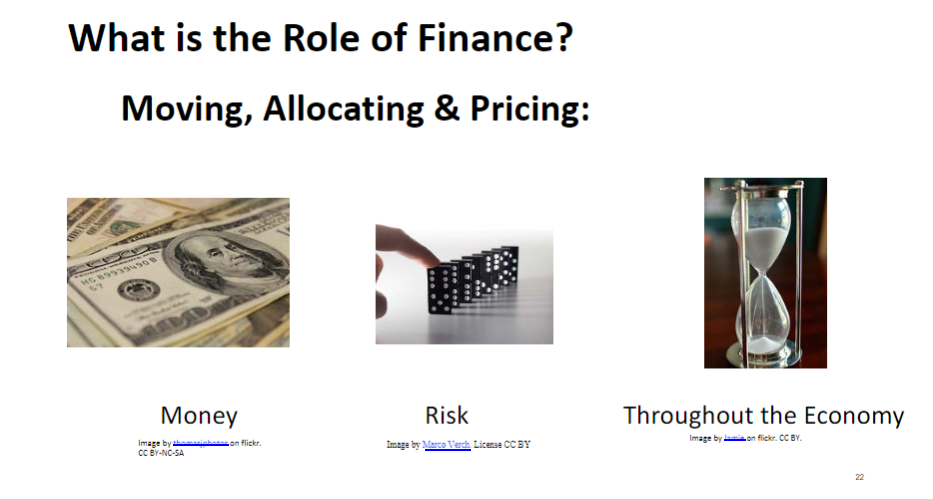 What is the Role of Finance?
Moving, Allocating & Pricing:
Money
Image by thomasjphotos on flickr.
CC BY-NC-SA
Risk
Image by Marco Verch. License CC BY
Throughout the Economy
Image by Jamie on flickr. CC BY.
22